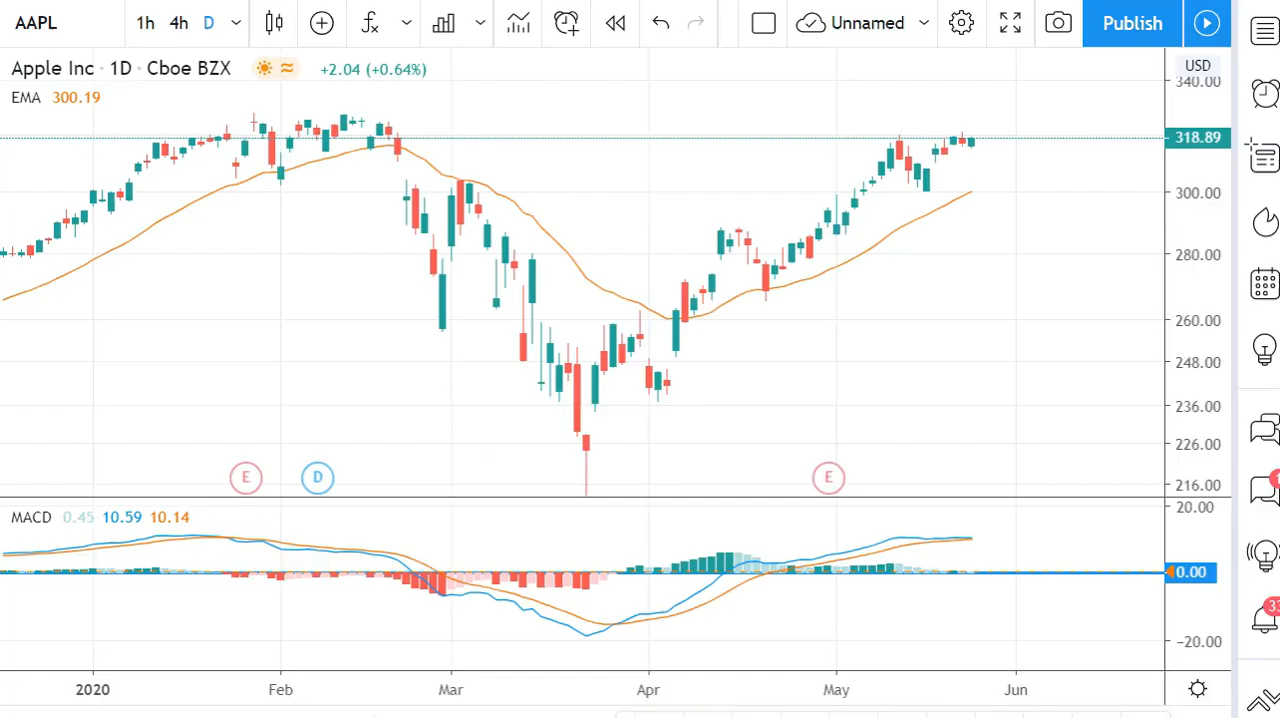 AAPL 1h 4h D Unnamed Publish
Apple Inc · 1D · Cboe BZX +2.04 (+0.64%) USD
EMA 300.19
340.00
318.89
300.00
280.00
260.00
248.00
236.00
226.00
216.00
E D E
MACD 0.45 10.59 10.14
20.00
0.00
−20.00
2020 Feb Mar Apr May Jun
1
33